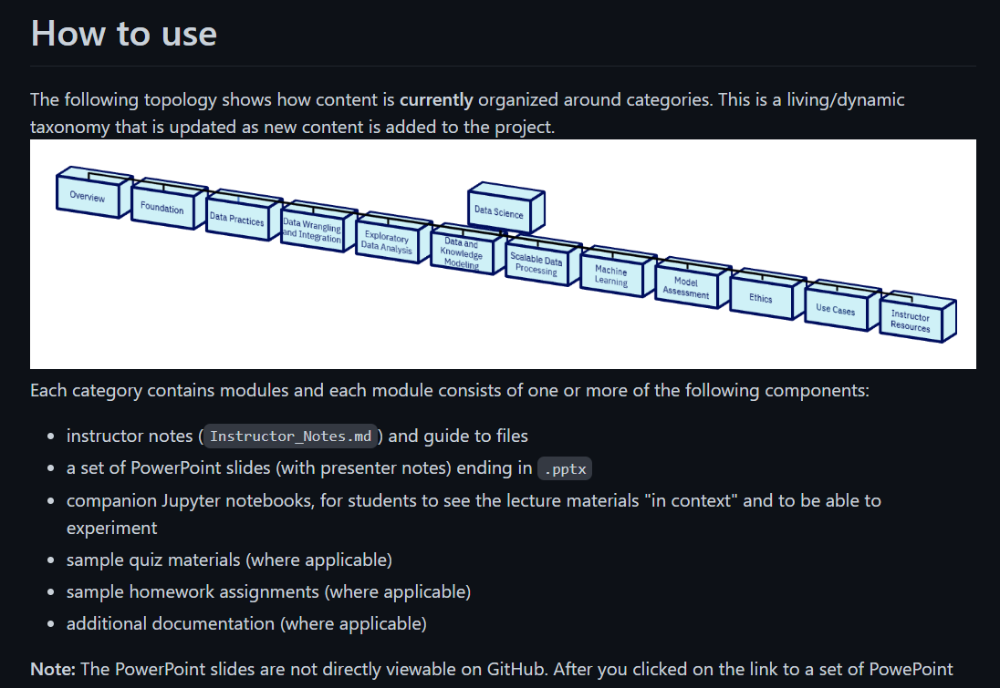 How to use
The following topology shows how content is currently organized around categories. This is a living/dynamic
taxonomy that is updated as new content is added to the project.
Data Science
Overview
Foundation
Data Practices
Data Wrangling
and Integration
Exploratory
Data Analysis
Data and
Knowledge
Modeling
Scalable Data
Processing
Machine
Learning
Model
Assessment
Ethics
Use Cases
Instructor
Resources
Each category contains modules and each module consists of one or more of the following components:
instructor notes (Instructor_Notes.md) and guide to files
a set of PowerPoint slides (with presenter notes) ending in .pptx
companion Jupyter notebooks, for students to see the lecture materials "in context" and to be able to
experiment
sample quiz materials (where applicable)
sample homework assignments (where applicable)
additional documentation (where applicable)
Note: The PowerPoint slides are not directly viewable on GitHub. After you clicked on the link to a set of PowePoint